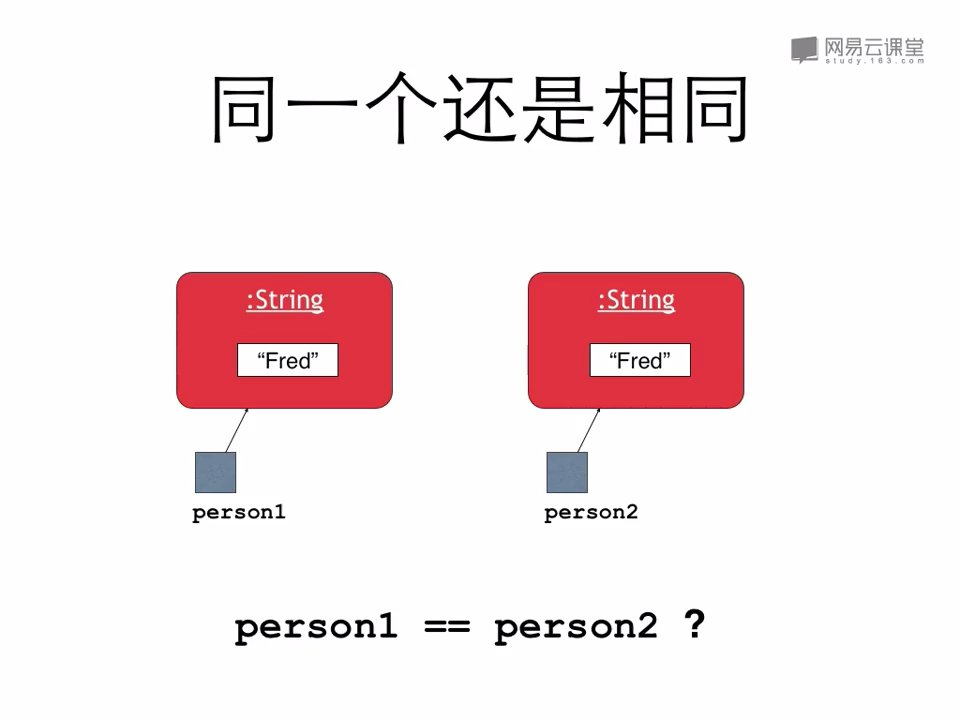 网易云课堂
study.163.com
同一个还是相同
:String
:String
“Fred”
“Fred”
person1
person2
person1 == person2 ?